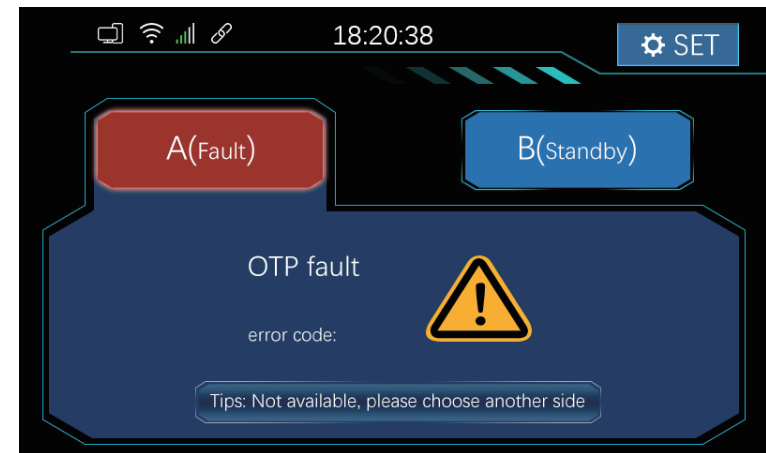 18:20:38
SET
A(Fault)
B(Standby)
OTP fault
error code:
Tips: Not available, please choose another side